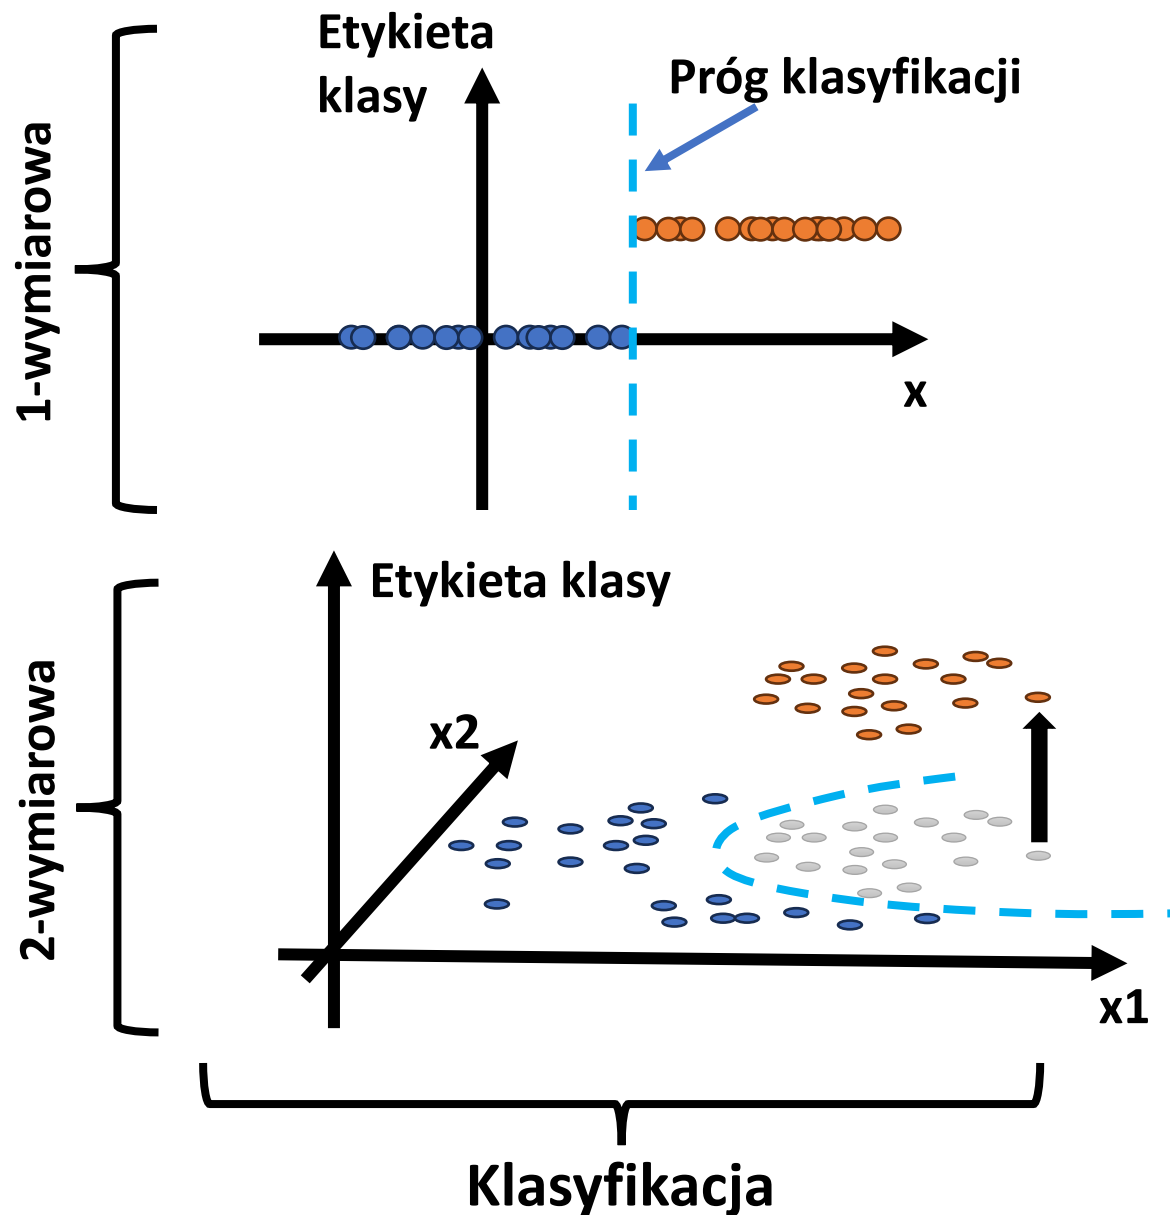 Etykieta
klasy
Próg klasyfikacji
1-wymiarowa
x
Etykieta klasy
x2
2-wymiarowa
x1
Klasyfikacja